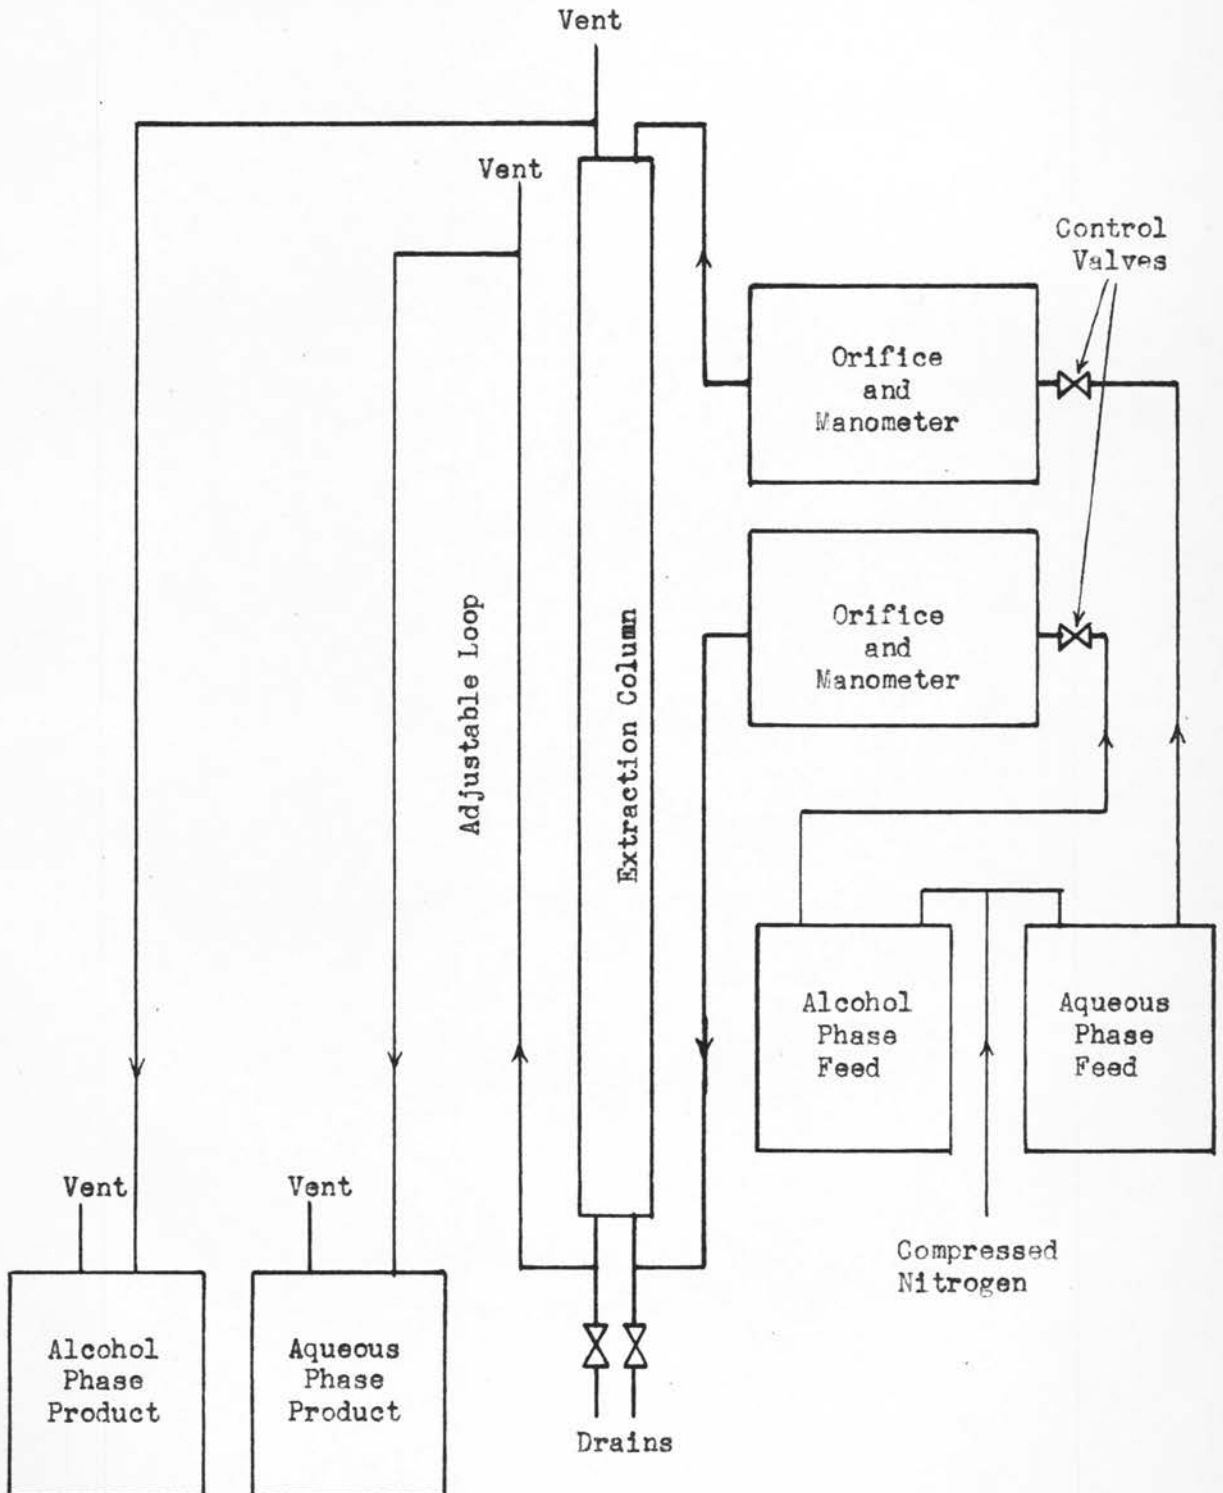 Vent
Vent
Control
Valves
Orifice
and
Manometer
Orifice
and
Manometer
Adjustable Loop
Extraction Column
Alcohol
Phase
Feed
Aqueous
Phase
Feed
Vent
Vent
Compressed
Nitrogen
Alcohol
Phase
Product
Aqueous
Phase
Product
Drains